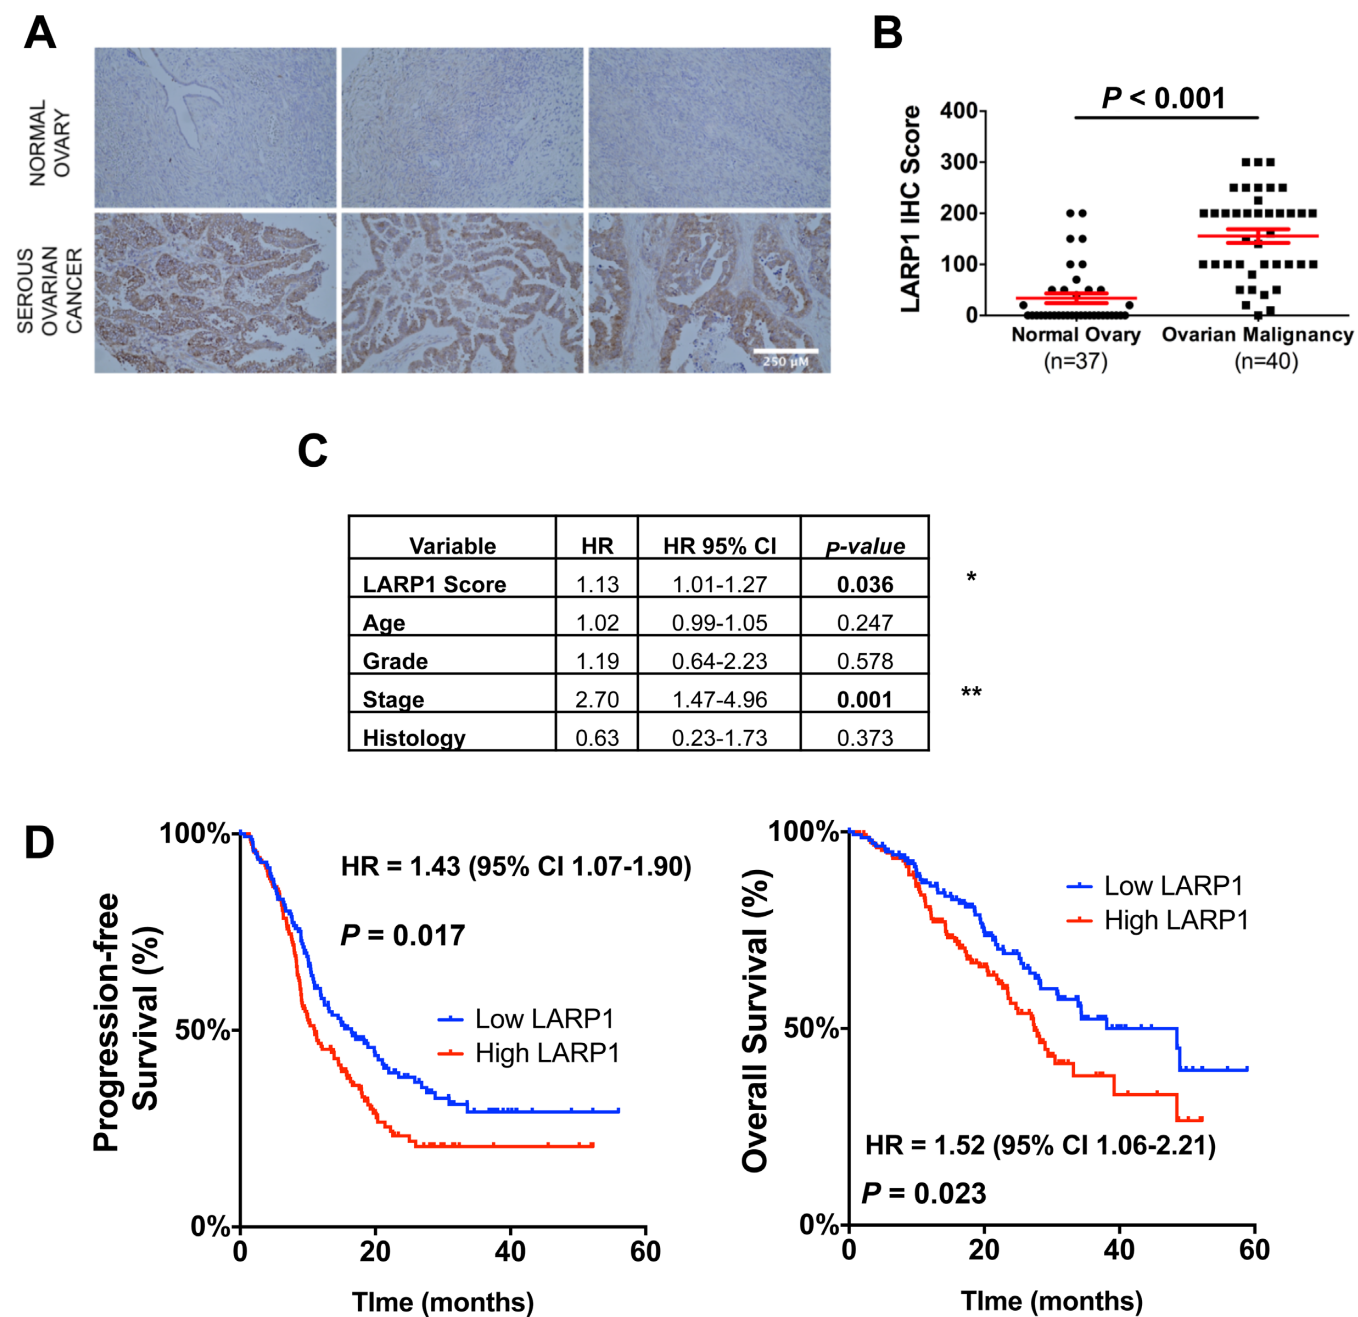 A
NORMAL
OVARY
SEROUS
OVARIAN
CANCER
250 µM
B
P < 0.001
LARP1 IHC Score
400
300
200
100
0
Normal Ovary
(n=37)
Ovarian Malignancy
(n=40)
C
Variable HR HR 95% CI p-value
LARP1 Score 1.13 1.01-1.27 0.036 *
Age 1.02 0.99-1.05 0.247
Grade 1.19 0.64-2.23 0.578
Stage 2.70 1.47-4.96 0.001 **
Histology 0.63 0.23-1.73 0.373
D
Progression-free
Survival (%)
100%
50%
0%
HR = 1.43 (95% CI 1.07-1.90)
P = 0.017
Low LARP1
High LARP1
0 20 40 60
TIme (months)
Overall Survival (%)
100%
50%
0%
Low LARP1
High LARP1
HR = 1.52 (95% CI 1.06-2.21)
P = 0.023
0 20 40 60
TIme (months)